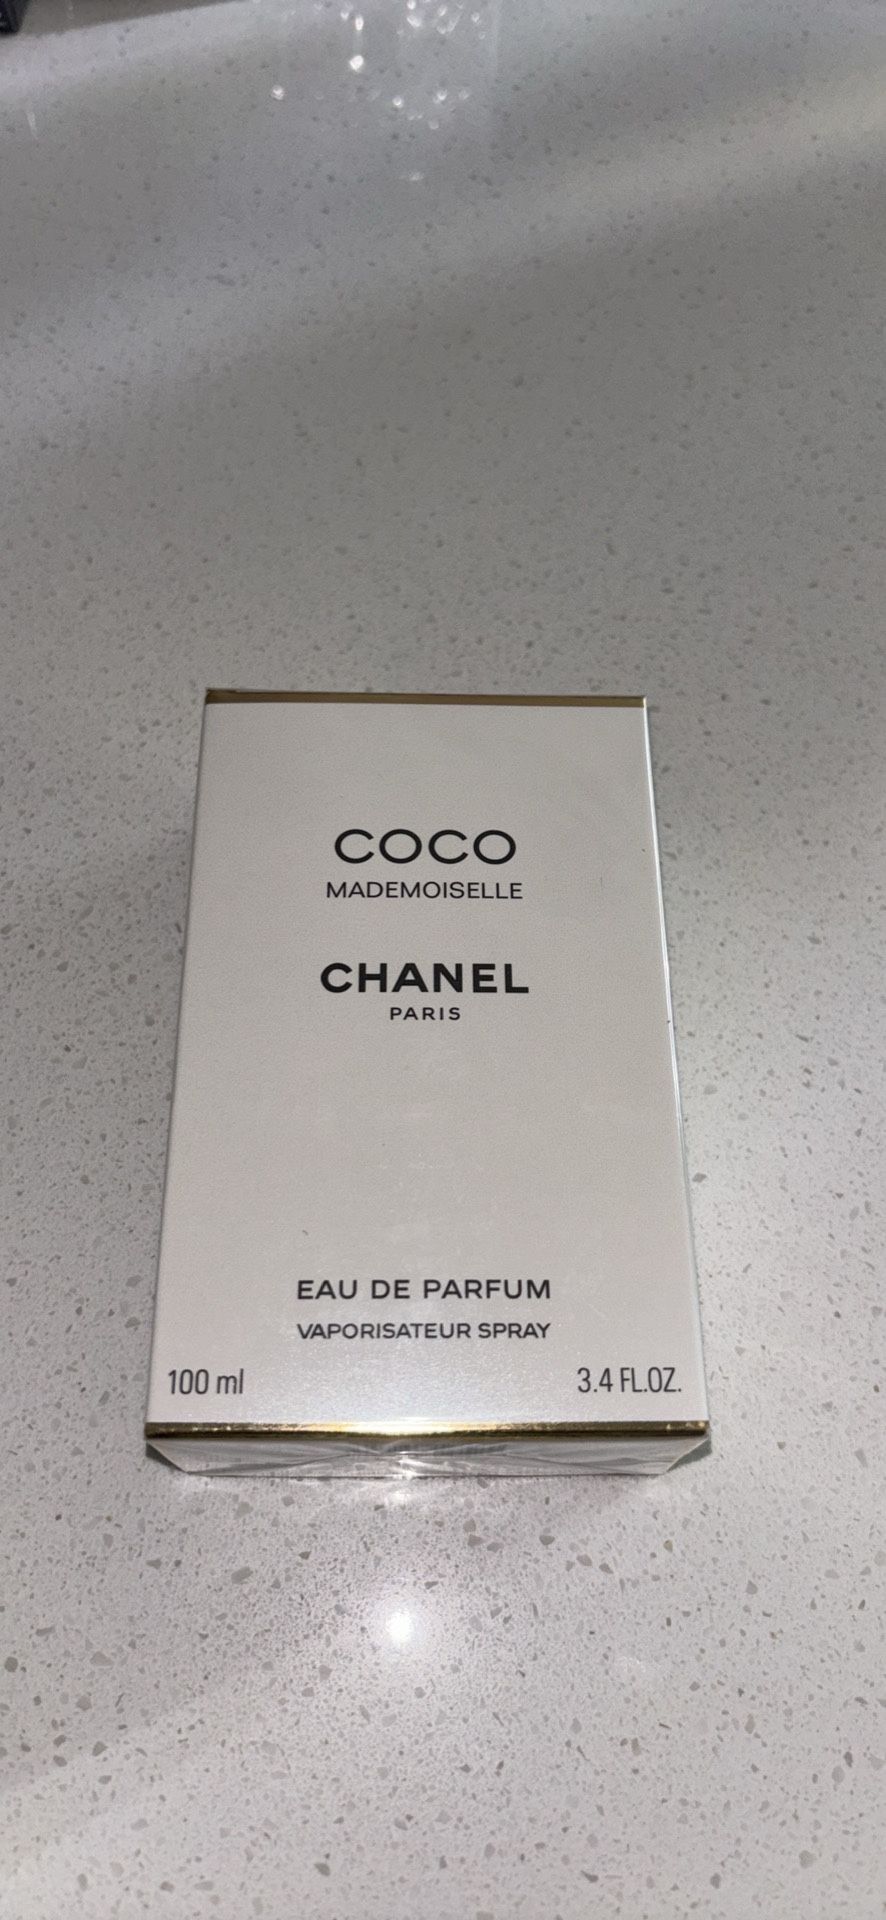 COCO
MADEMOISELLE
CHANEL
PARIS
EAU DE PARFUM
VAPORISATEUR SPRAY
100 ml 3.4 FL.OZ.